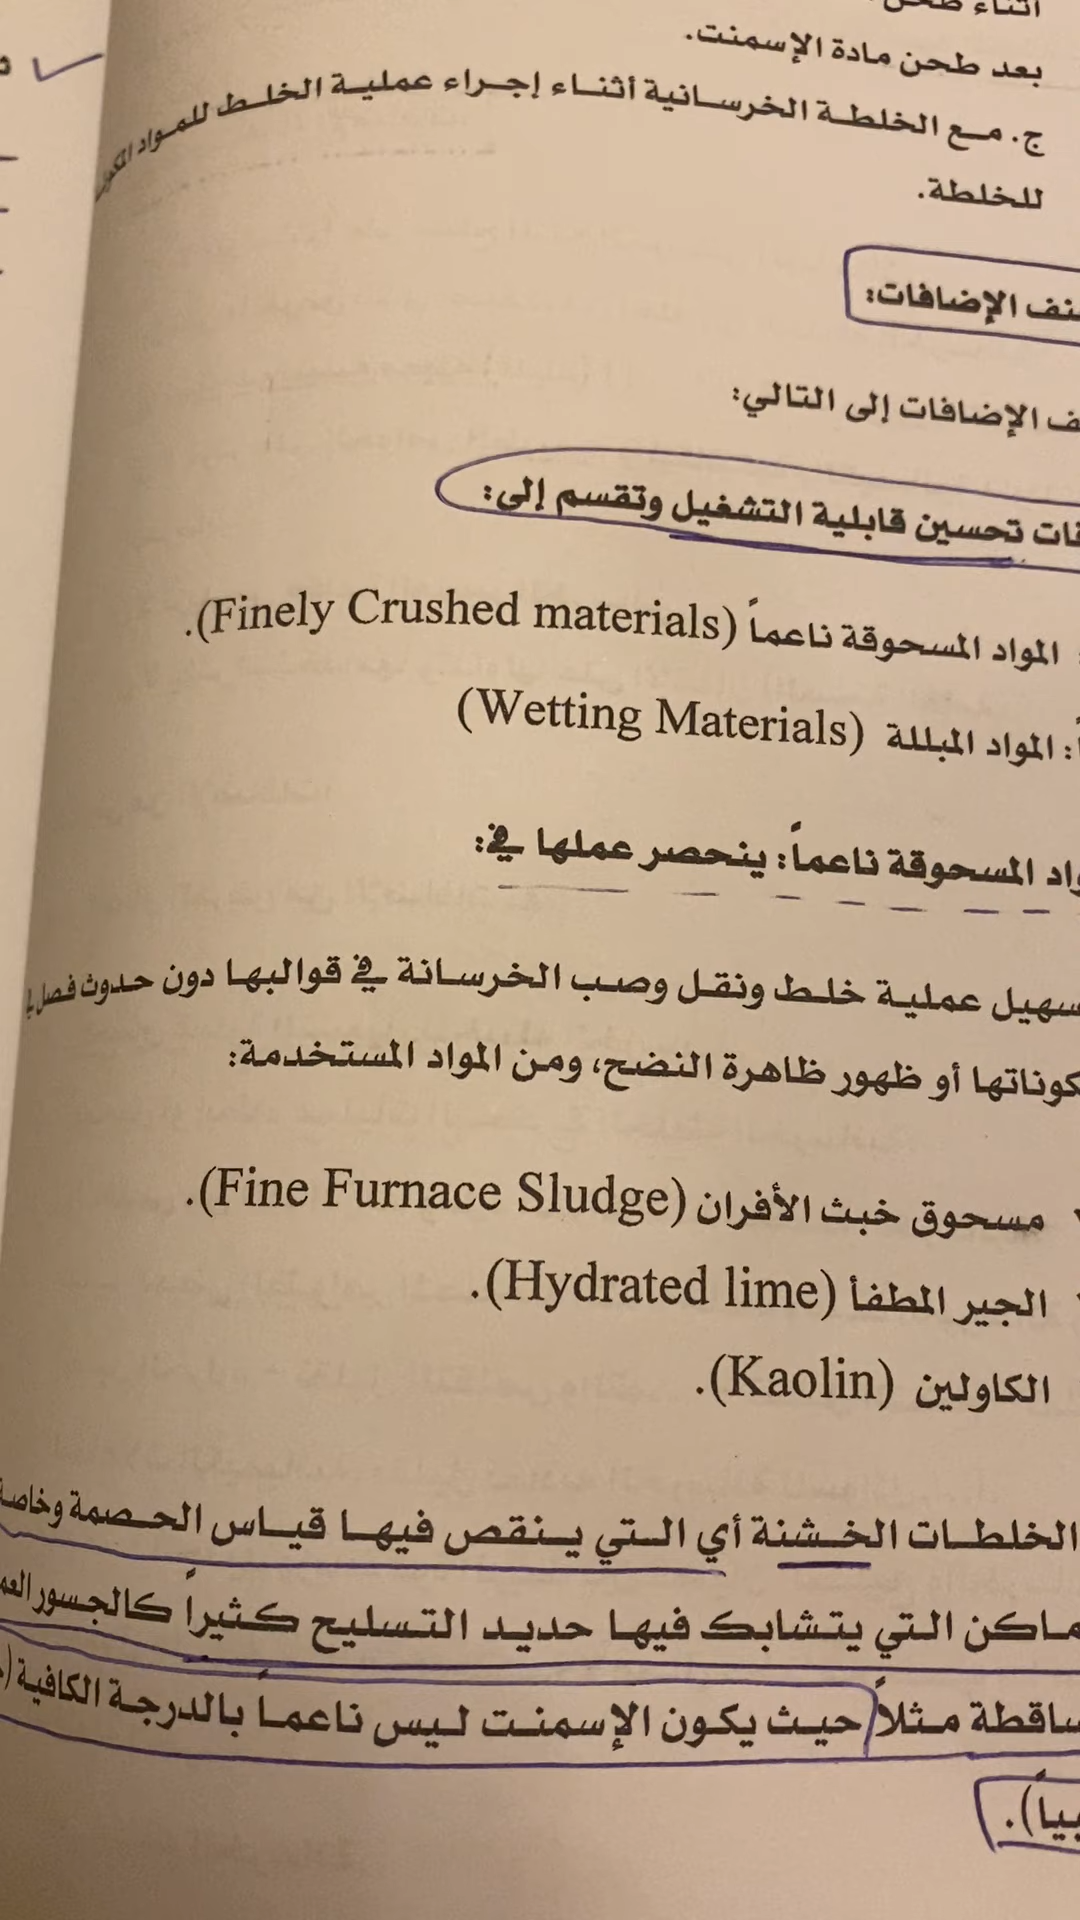 أثناء طحن
بعد طحن مادة الإسمنت.
ج. مع الخلطة الخرسانية أثناء إجراء عملية الخلط للمواد
للخلطة.
الإضافات:
الإضافات إلى التالي:
تحسين قابلية التشغيل وتقسم إلى:
المواد المسحوقة ناعماً (Finely Crushed materials).
: المواد المبللة (Wetting Materials)
المسحوقة ناعماً: ينحصر عملها في:
عملية خلط ونقل وصب الخرسانة في قوالبها دون حدوث فصل
أو ظهور ظاهرة النضح، ومن المواد المستخدمة:
مسحوق خبث الأفران (Fine Furnace Sludge).
الجير المطفأ (Hydrated lime).
الكاولين (Kaolin).
الخلطات الخشنة أي التي ينقص فيها قياس الحصمة وخاصة
التي يتشابك فيها حديد التسليح كثيراً كالجسور
مثلاً حيث يكون الإسمنت ليس ناعماً بالدرجة الكافية